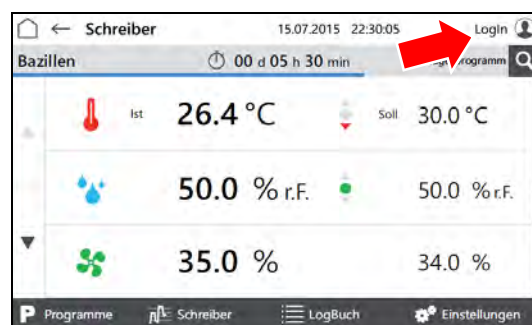 Schreiber 15.07.2015 22:30:05 Login
Bazillen 00 d 05 h 30 min
Ist 26.4 °C Soll 30.0 °C
50.0 % r.F. 50.0 % r.F.
35.0 % 34.0 %
P Programme Schreiber LogBuch Einstellungen